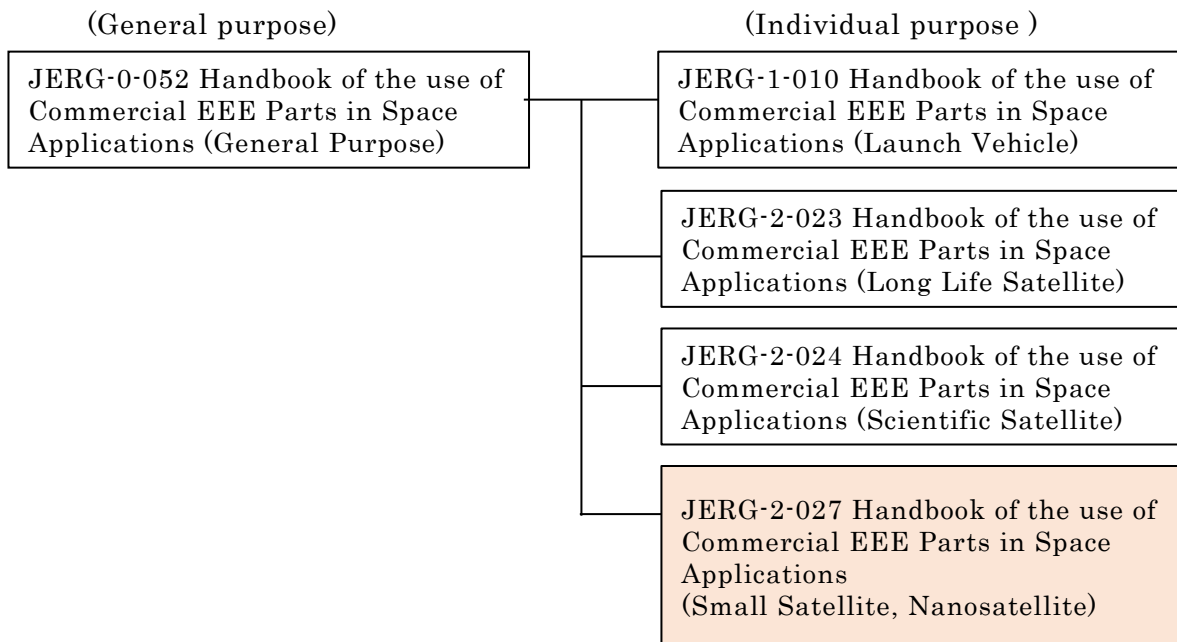 (General purpose)
JERG-0-052 Handbook of the use of
Commercial EEE Parts in Space
Applications (General Purpose)
(Individual purpose )
JERG-1-010 Handbook of the use of
Commercial EEE Parts in Space
Applications (Launch Vehicle)
JERG-2-023 Handbook of the use of
Commercial EEE Parts in Space
Applications (Long Life Satellite)
JERG-2-024 Handbook of the use of
Commercial EEE Parts in Space
Applications (Scientific Satellite)
JERG-2-027 Handbook of the use of
Commercial EEE Parts in Space
Applications
(Small Satellite, Nanosatellite)